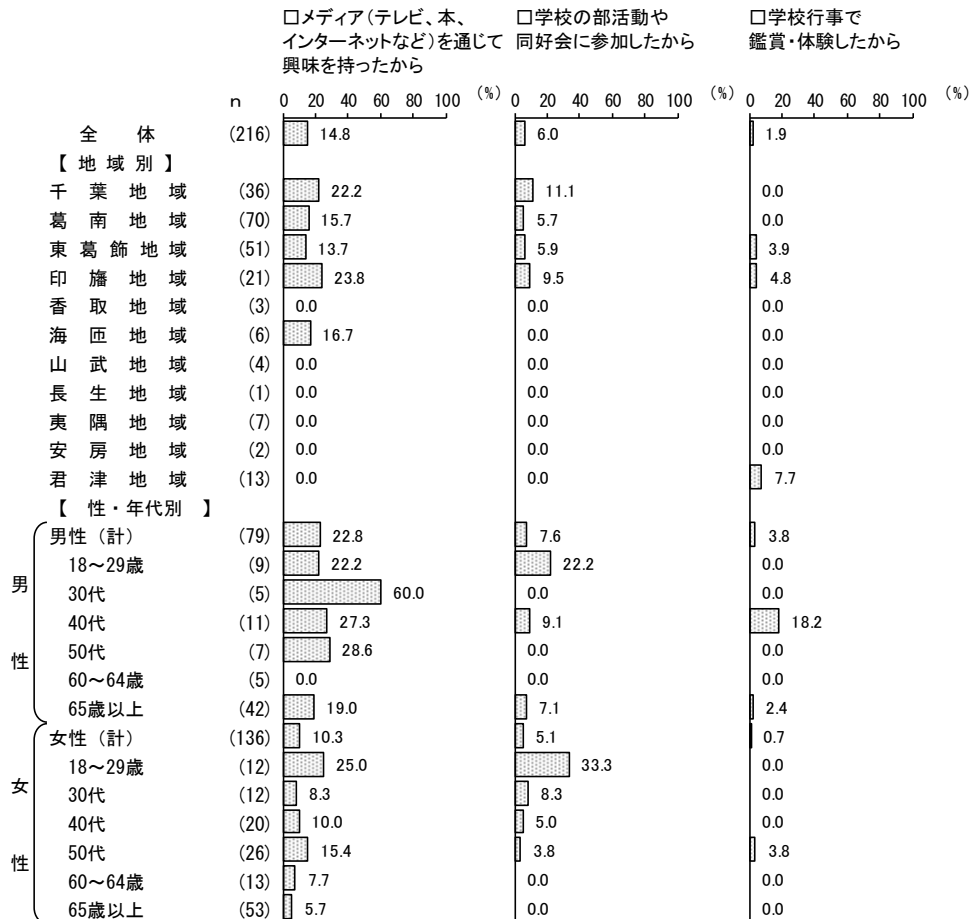 □メディア（テレビ、本、
インターネットなど）を通じて
興味を持ったから
□学校の部活動や
同好会に参加したから
□学校行事で
鑑賞・体験したから
n 0 20 40 60 80 100 (%) 0 20 40 60 80 100 (%) 0 20 40 60 80 100 (%)
全 体 (216) 14.8 6.0 1.9
【 地 域 別 】
千 葉 地 域 (36) 22.2 11.1 0.0
葛 南 地 域 (70) 15.7 5.7 0.0
東 葛 飾 地 域 (51) 13.7 5.9 3.9
印 旛 地 域 (21) 23.8 9.5 4.8
香 取 地 域 (3) 0.0 0.0 0.0
海 匝 地 域 (6) 16.7 0.0 0.0
山 武 地 域 (4) 0.0 0.0 0.0
長 生 地 域 (1) 0.0 0.0 0.0
夷 隅 地 域 (7) 0.0 0.0 0.0
安 房 地 域 (2) 0.0 0.0 0.0
君 津 地 域 (13) 0.0 0.0 7.7
【 性・年代別 】
男性
男性（計） (79) 22.8 7.6 3.8
18～29歳 (9) 22.2 22.2 0.0
30代 (5) 60.0 0.0 0.0
40代 (11) 27.3 9.1 18.2
50代 (7) 28.6 0.0 0.0
60～64歳 (5) 0.0 0.0 0.0
65歳以上 (42) 19.0 7.1 2.4
女性
女性（計） (136) 10.3 5.1 0.7
18～29歳 (12) 25.0 33.3 0.0
30代 (12) 8.3 8.3 0.0
40代 (20) 10.0 5.0 0.0
50代 (26) 15.4 3.8 3.8
60～64歳 (13) 7.7 0.0 0.0
65歳以上 (53) 5.7 0.0 0.0